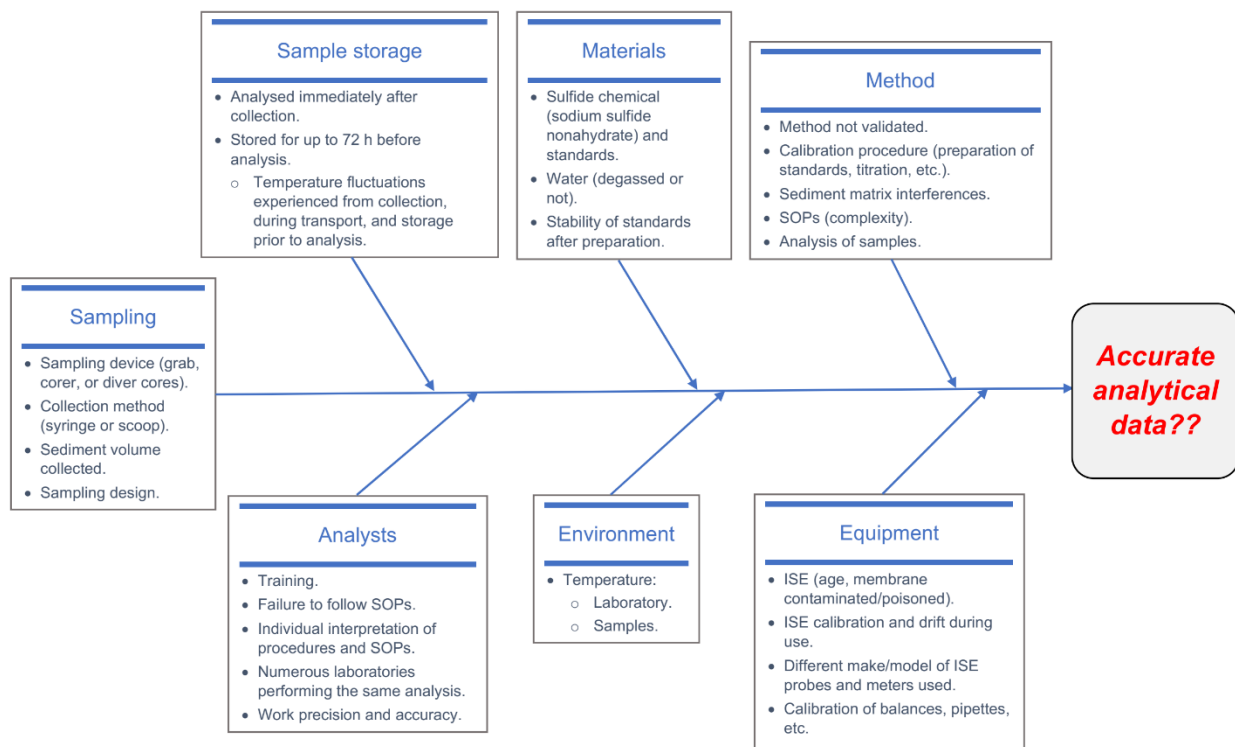 Sample storage
• Analysed immediately after
collection.
• Stored for up to 72 h before
analysis.
o Temperature fluctuations
experienced from collection,
during transport, and storage
prior to analysis.
Materials
• Sulfide chemical
(sodium sulfide
nonahydrate) and
standards.
• Water (degassed or
not).
• Stability of standards
after preparation.
Method
• Method not validated.
• Calibration procedure (preparation of
standards, titration, etc.).
• Sediment matrix interferences.
• SOPs (complexity).
• Analysis of samples.
Sampling
• Sampling device (grab,
corer, or diver cores).
• Collection method
(syringe or scoop).
• Sediment volume
collected.
• Sampling design.
Accurate
analytical
data??
Analysts
• Training.
• Failure to follow SOPs.
• Individual interpretation of
procedures and SOPs.
• Numerous laboratories
performing the same analysis.
• Work precision and accuracy.
Environment
• Temperature:
o Laboratory.
o Samples.
Equipment
• ISE (age, membrane
contaminated/poisoned).
• ISE calibration and drift during
use.
• Different make/model of ISE
probes and meters used.
• Calibration of balances, pipettes,
etc.